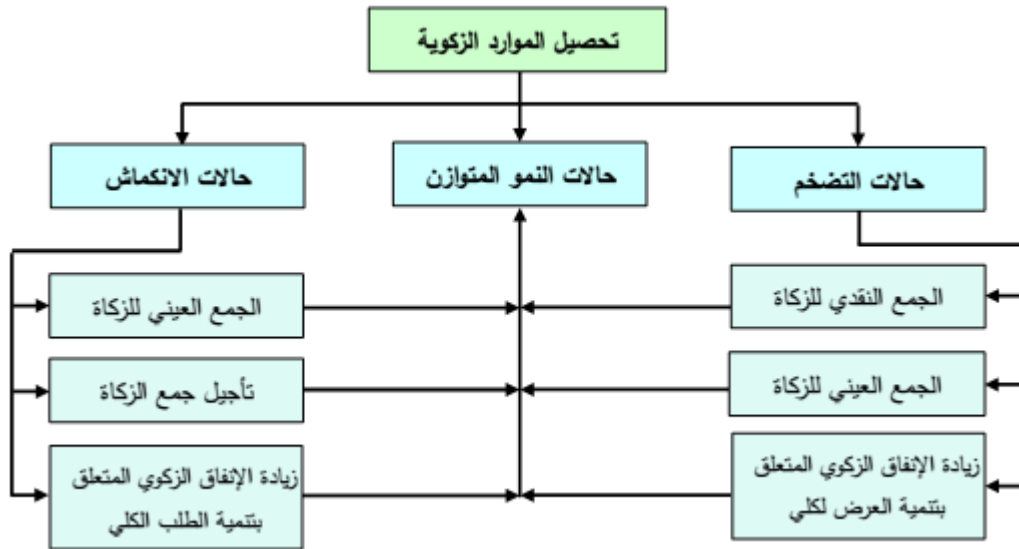 تحصيل الموارد الزكوية
حالات التضخم
حالات النمو المتوازن
حالات الانكماش
الجمع النقدي للزكاة
الجمع العيني للزكاة
زيادة الإنفاق الزكوي المتعلق
بتنمية العرض لكلي
الجمع العيني للزكاة
تأجيل جمع الزكاة
زيادة الإنفاق الزكوي المتعلق
بتنمية الطلب الكلي